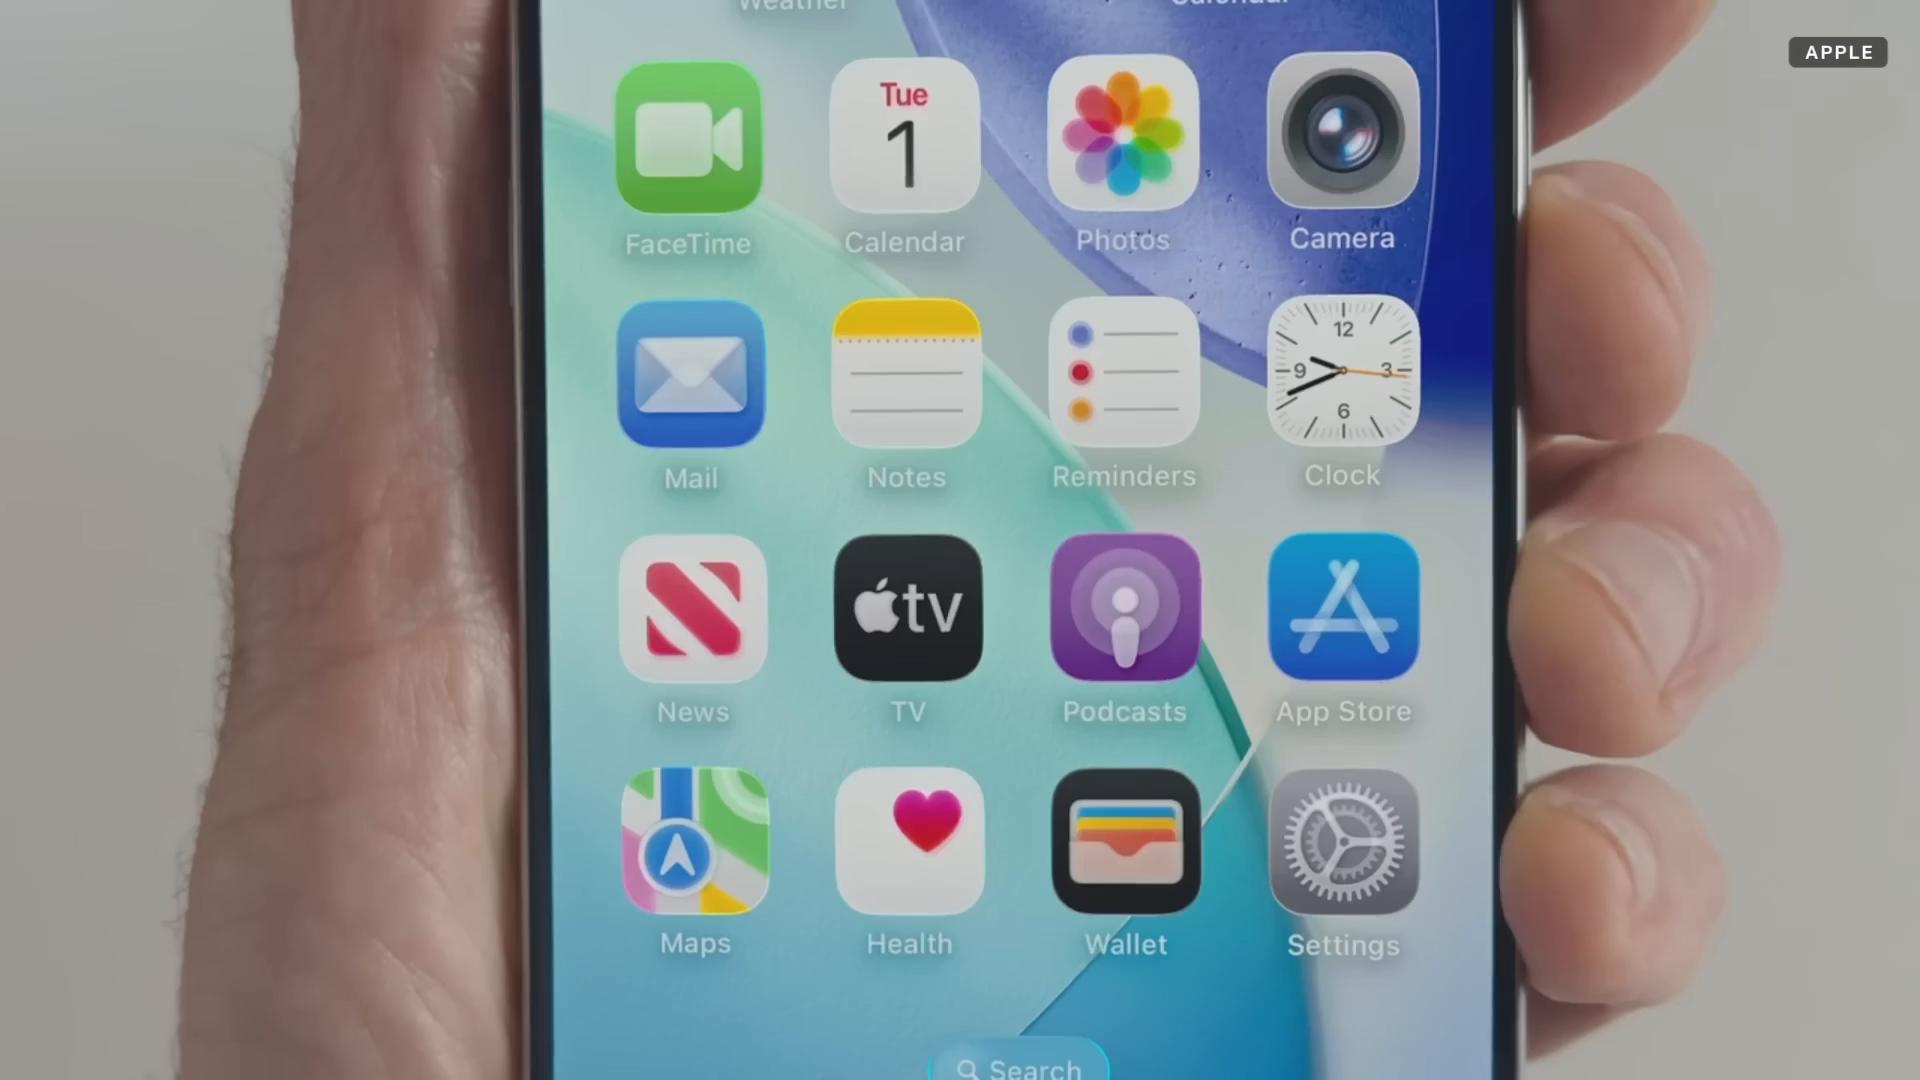 Weather
Calendar
APPLE
Tue
1
FaceTime
Calendar
Photos
Camera
12
9
3
6
Mail
Notes
Reminders
Clock
tv
News
TV
Podcasts
App Store
Maps
Health
Wallet
Settings
Search